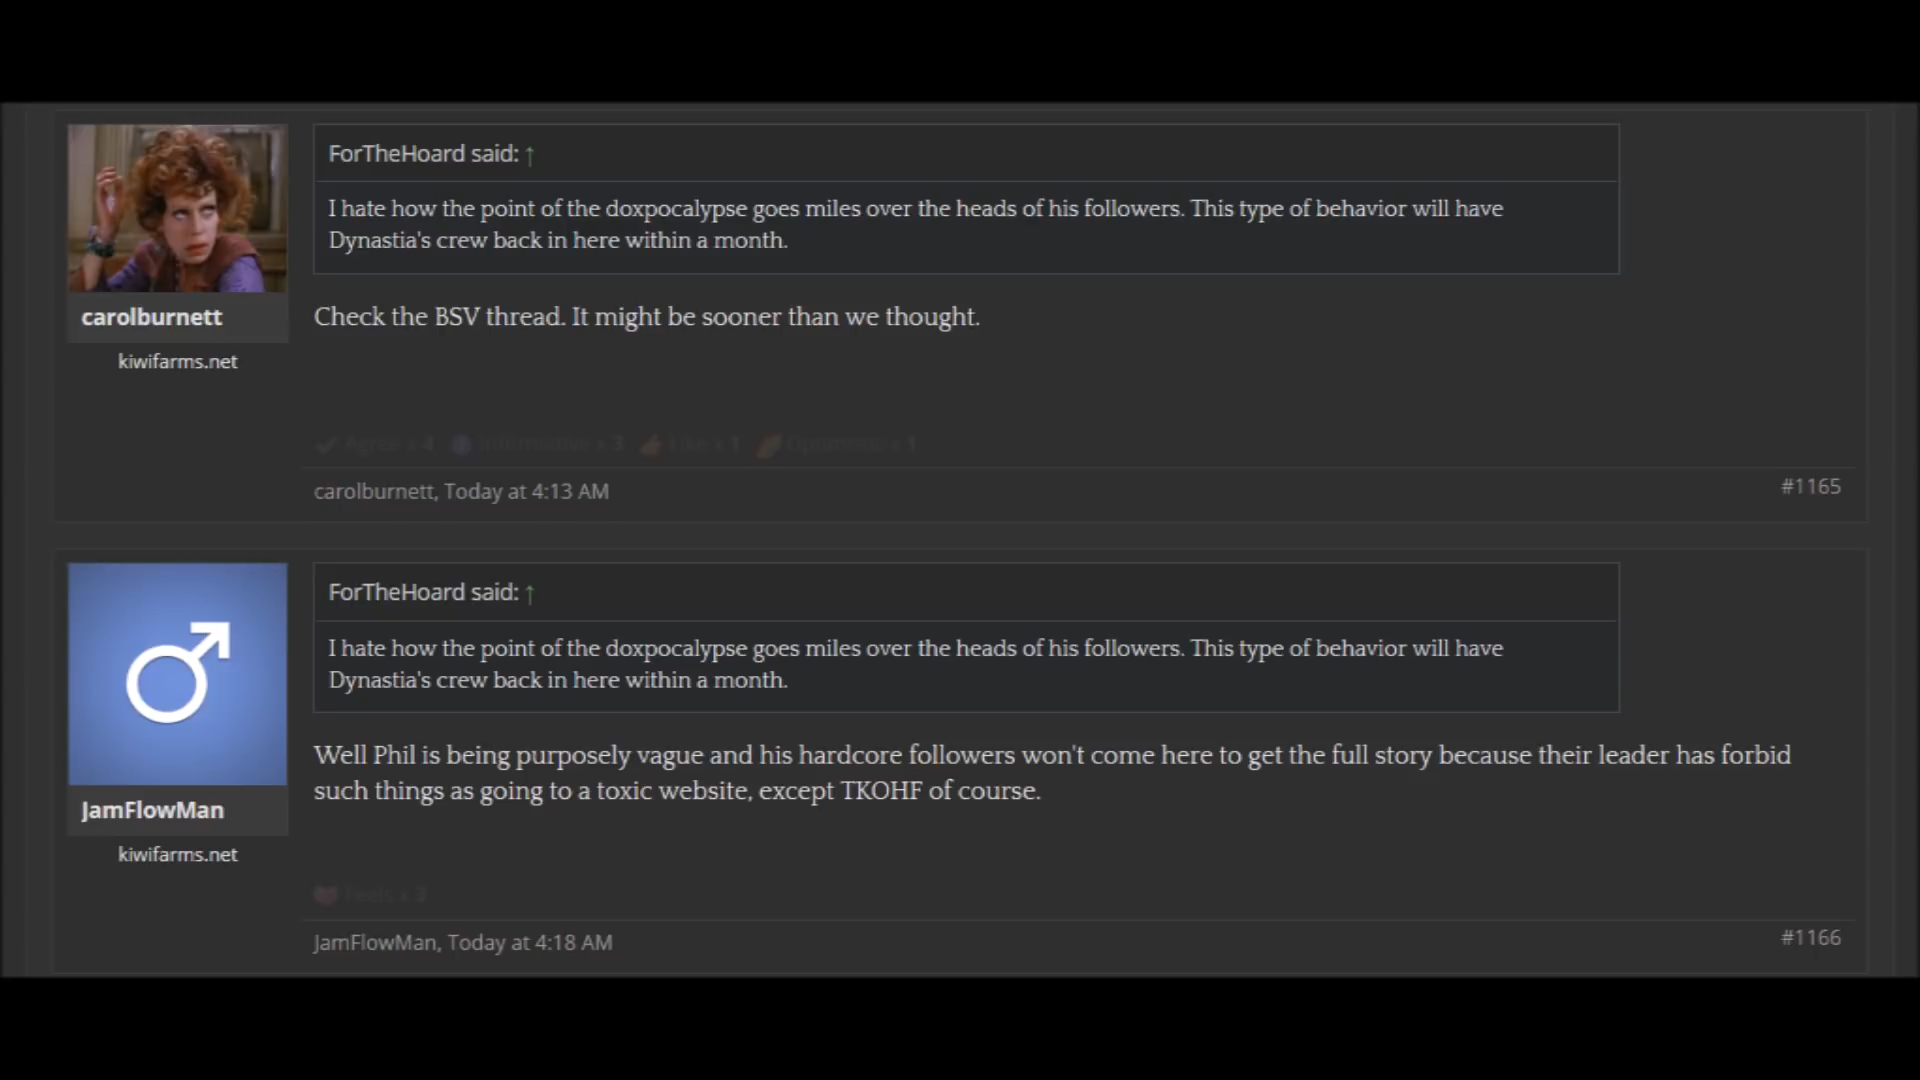 ForTheHoard said: ↑
I hate how the point of the doxpocalypse goes miles over the heads of his followers. This type of behavior will have
Dynastia's crew back in here within a month.
Check the BSV thread. It might be sooner than we thought.
carolburnett
kiwifarms.net
Agree x 4 Informative x 3 Like x 1 Optimistic x 1
carolburnett, Today at 4:13 AM
#1165
ForTheHoard said: ↑
I hate how the point of the doxpocalypse goes miles over the heads of his followers. This type of behavior will have
Dynastia's crew back in here within a month.
Well Phil is being purposely vague and his hardcore followers won't come here to get the full story because their leader has forbid
such things as going to a toxic website, except TKOHF of course.
JamFlowMan
kiwifarms.net
Feels x 3
JamFlowMan, Today at 4:18 AM
#1166